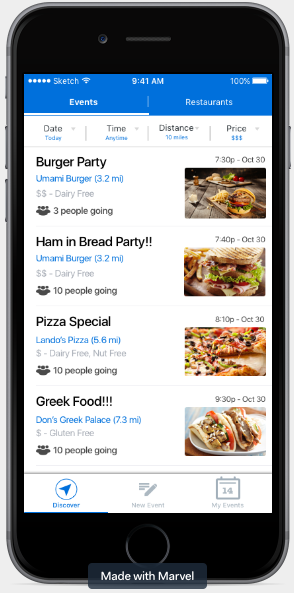 Sketch 9:41 AM 100%
Events Restaurants
Date Time Distance Price
Today Anytime 10 miles $$$
Burger Party 7:30p - Oct 30
Umami Burger (3.2 mi)
$$ - Dairy Free
3 people going
Ham in Bread Party!! 7:40p - Oct 30
Umami Burger (3.2 mi)
$$ - Dairy Free
10 people going
Pizza Special 8:10p - Oct 30
Lando's Pizza (5.6 mi)
$ - Dairy Free, Nut Free
10 people going
Greek Food!!! 9:30p - Oct 30
Don's Greek Palace (7.3 mi)
$ - Gluten Free
10 people going
14
Discover New Event My Events
Made with Marvel